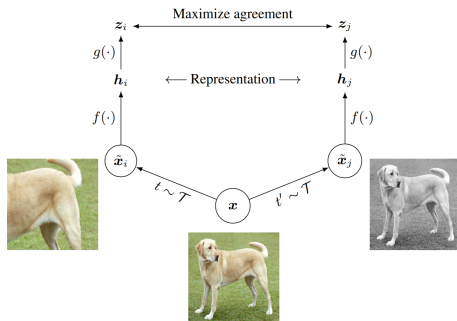 Maximize agreement
z_i z_j
g(·) g(·)
h_i ← Representation → h_j
f(·) f(·)
x̃_i x̃_j
t ∼ 𝒯 t′ ∼ 𝒯
x